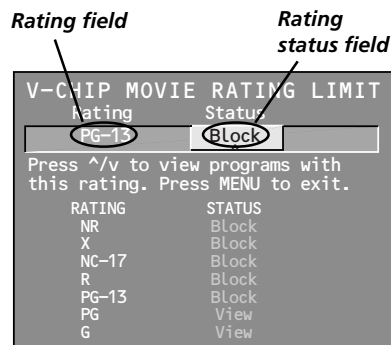 Rating field
Rating
status field
V-CHIP MOVIE RATING LIMIT
Rating Status
PG-13 Block
Press ^/v to view programs with
this rating. Press MENU to exit.
RATING STATUS
NR Block
X Block
NC-17 Block
R Block
PG-13 Block
PG View
G View